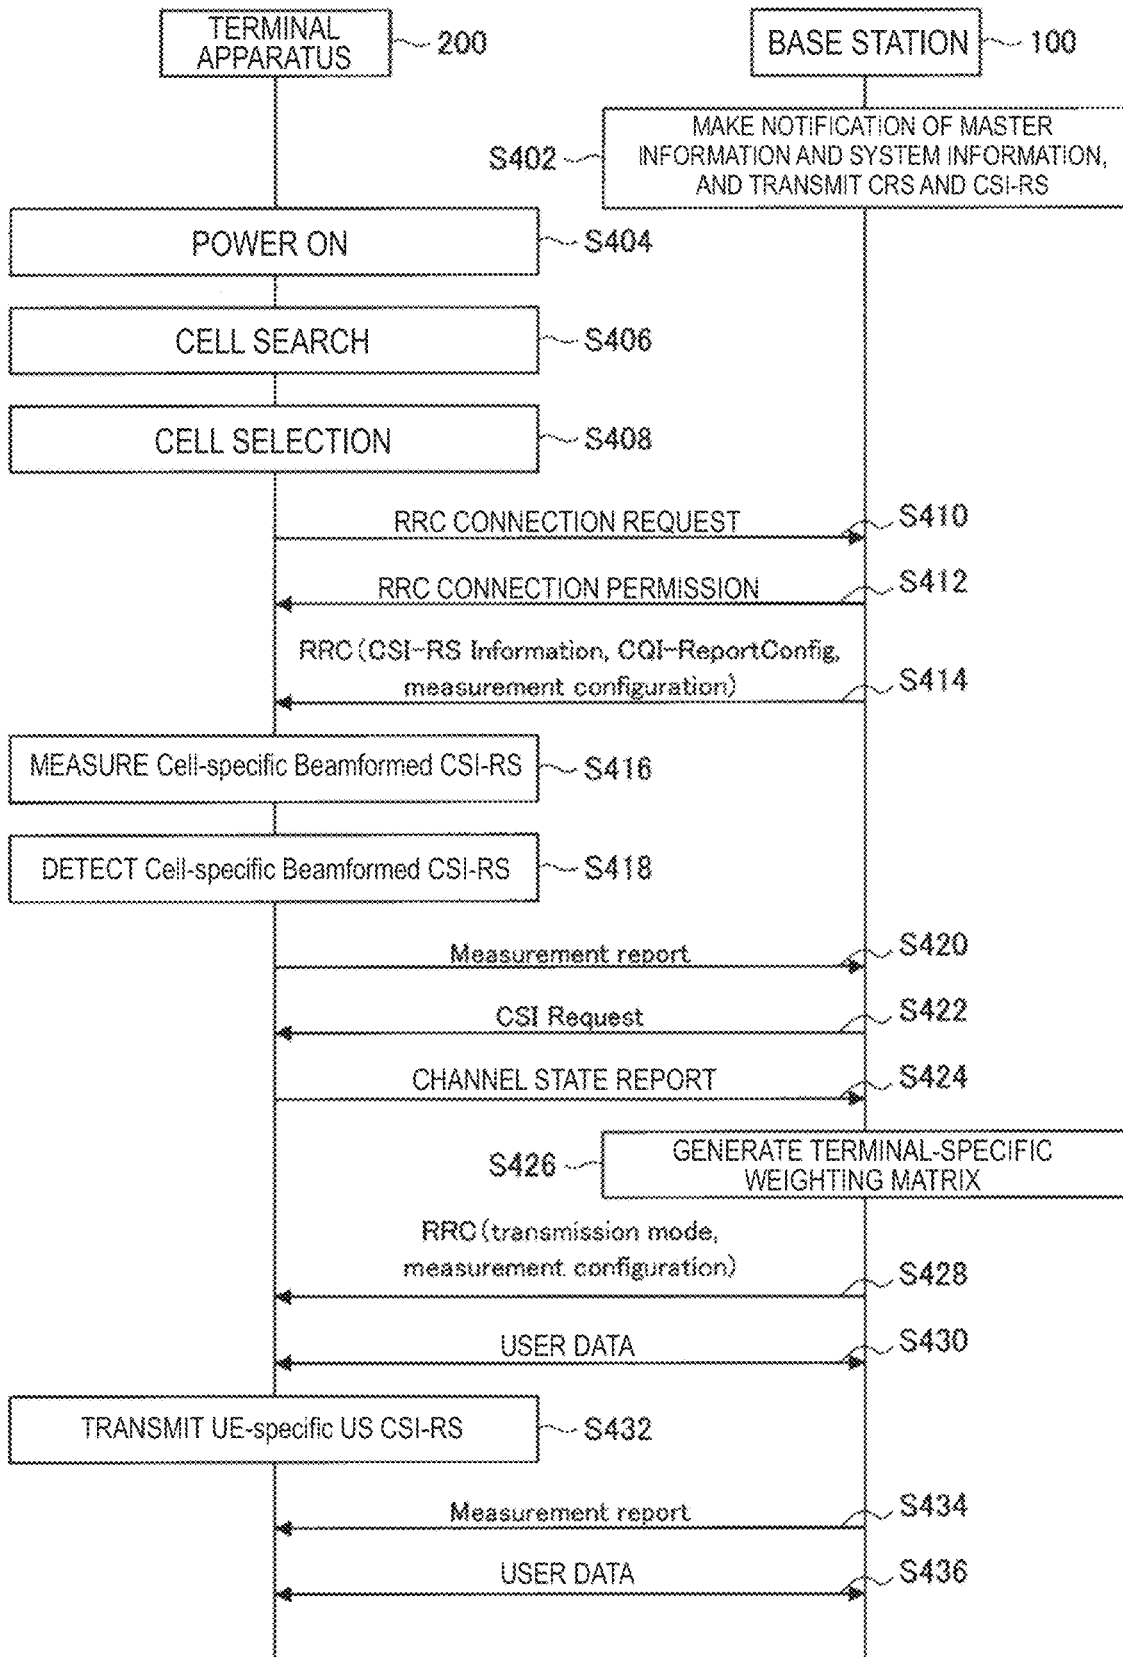 TERMINAL
APPARATUS
200
BASE STATION
100
MAKE NOTIFICATION OF MASTER
INFORMATION AND SYSTEM INFORMATION,
AND TRANSMIT CRS AND CSI-RS
S402
POWER ON
S404
CELL SEARCH
S406
CELL SELECTION
S408
RRC CONNECTION REQUEST
S410
RRC CONNECTION PERMISSION
S412
RRC(CSI-RS Information, CQI-ReportConfig,
measurement configuration)
S414
MEASURE Cell-specific Beamformed CSI-RS
S416
DETECT Cell-specific Beamformed CSI-RS
S418
Measurement report
S420
CSI Request
S422
CHANNEL STATE REPORT
S424
GENERATE TERMINAL-SPECIFIC
WEIGHTING MATRIX
S426
RRC(transmission mode,
measurement configuration)
S428
USER DATA
S430
TRANSMIT UE-specific US CSI-RS
S432
Measurement report
S434
USER DATA
S436